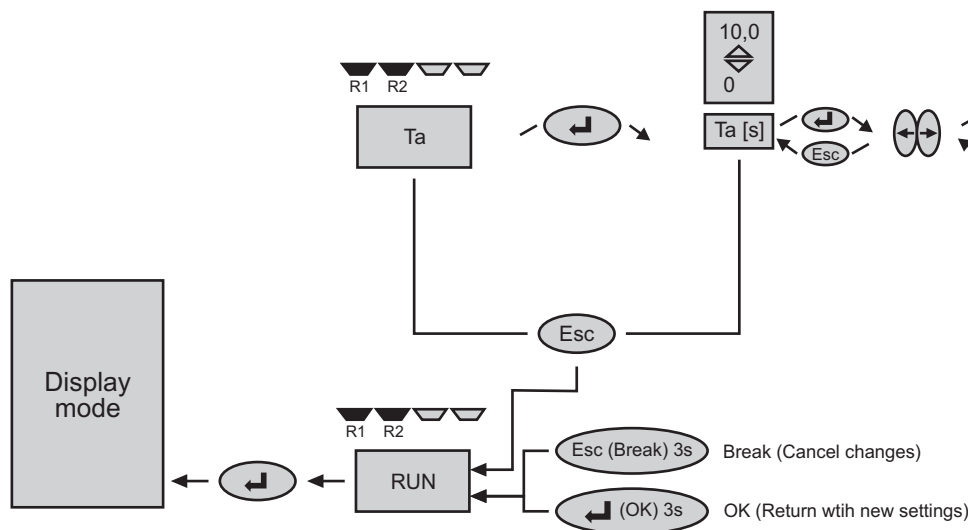 10,0
0
R1 R2
Ta
Ta [s]
Esc
Esc
Display
mode
R1 R2
RUN
Esc (Break) 3s
Break (Cancel changes)
(OK) 3s
OK (Return wtih new settings)